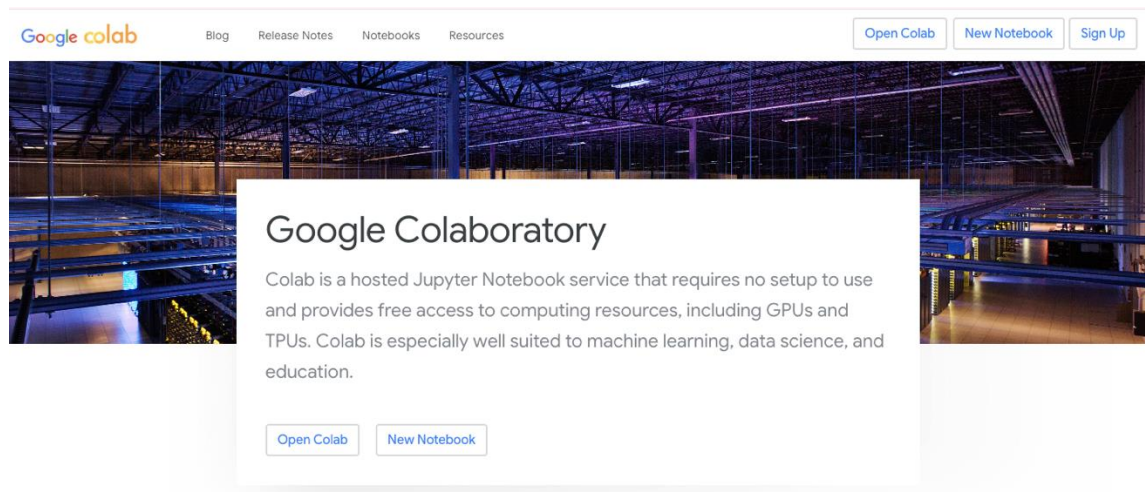 Google colab
Blog Release Notes Notebooks Resources
Open Colab New Notebook Sign Up
Google Colaboratory
Colab is a hosted Jupyter Notebook service that requires no setup to use
and provides free access to computing resources, including GPUs and
TPUs. Colab is especially well suited to machine learning, data science, and
education.
Open Colab New Notebook